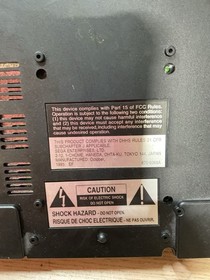 This device complies with Part 15 of FCC Rules.
Operation is subject to the following two conditions:
(1) this device may not cause harmful interference
and (2) this device must ACCEPT any interference
that may be received, including interference that
may cause undesired operation.
THIS PRODUCT COMPLIES WITH DHHS RULES 21 CFR
SUBCHAPTER J APPLICABLE
SEGA ENTERPRISES, LTD.
TOKYO JAPAN
MANUFACTURED
CAUTION
RISK OF ELECTRIC SHOCK
DO NOT OPEN
SHOCK HAZARD - DO NOT OPEN.
RISQUE DE CHOC ELECTRIQUE - NE PAS OUVRIR.